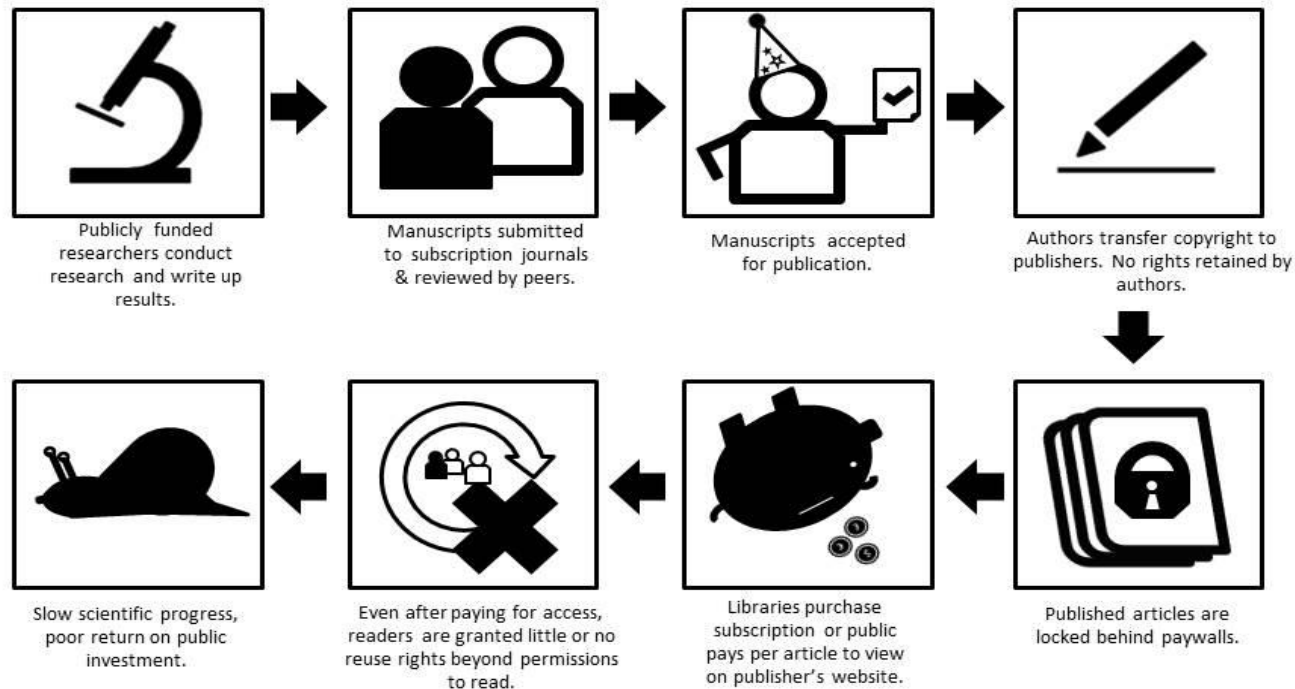 Publicly funded
researchers conduct
research and write up
results.
Manuscripts submitted
to subscription journals
& reviewed by peers.
Manuscripts accepted
for publication.
Authors transfer copyright to
publishers. No rights retained by
authors.
Published articles are
locked behind paywalls.
Libraries purchase
subscription or public
pays per article to view
on publisher’s website.
Even after paying for access,
readers are granted little or no
reuse rights beyond permissions
to read.
Slow scientific progress,
poor return on public
investment.